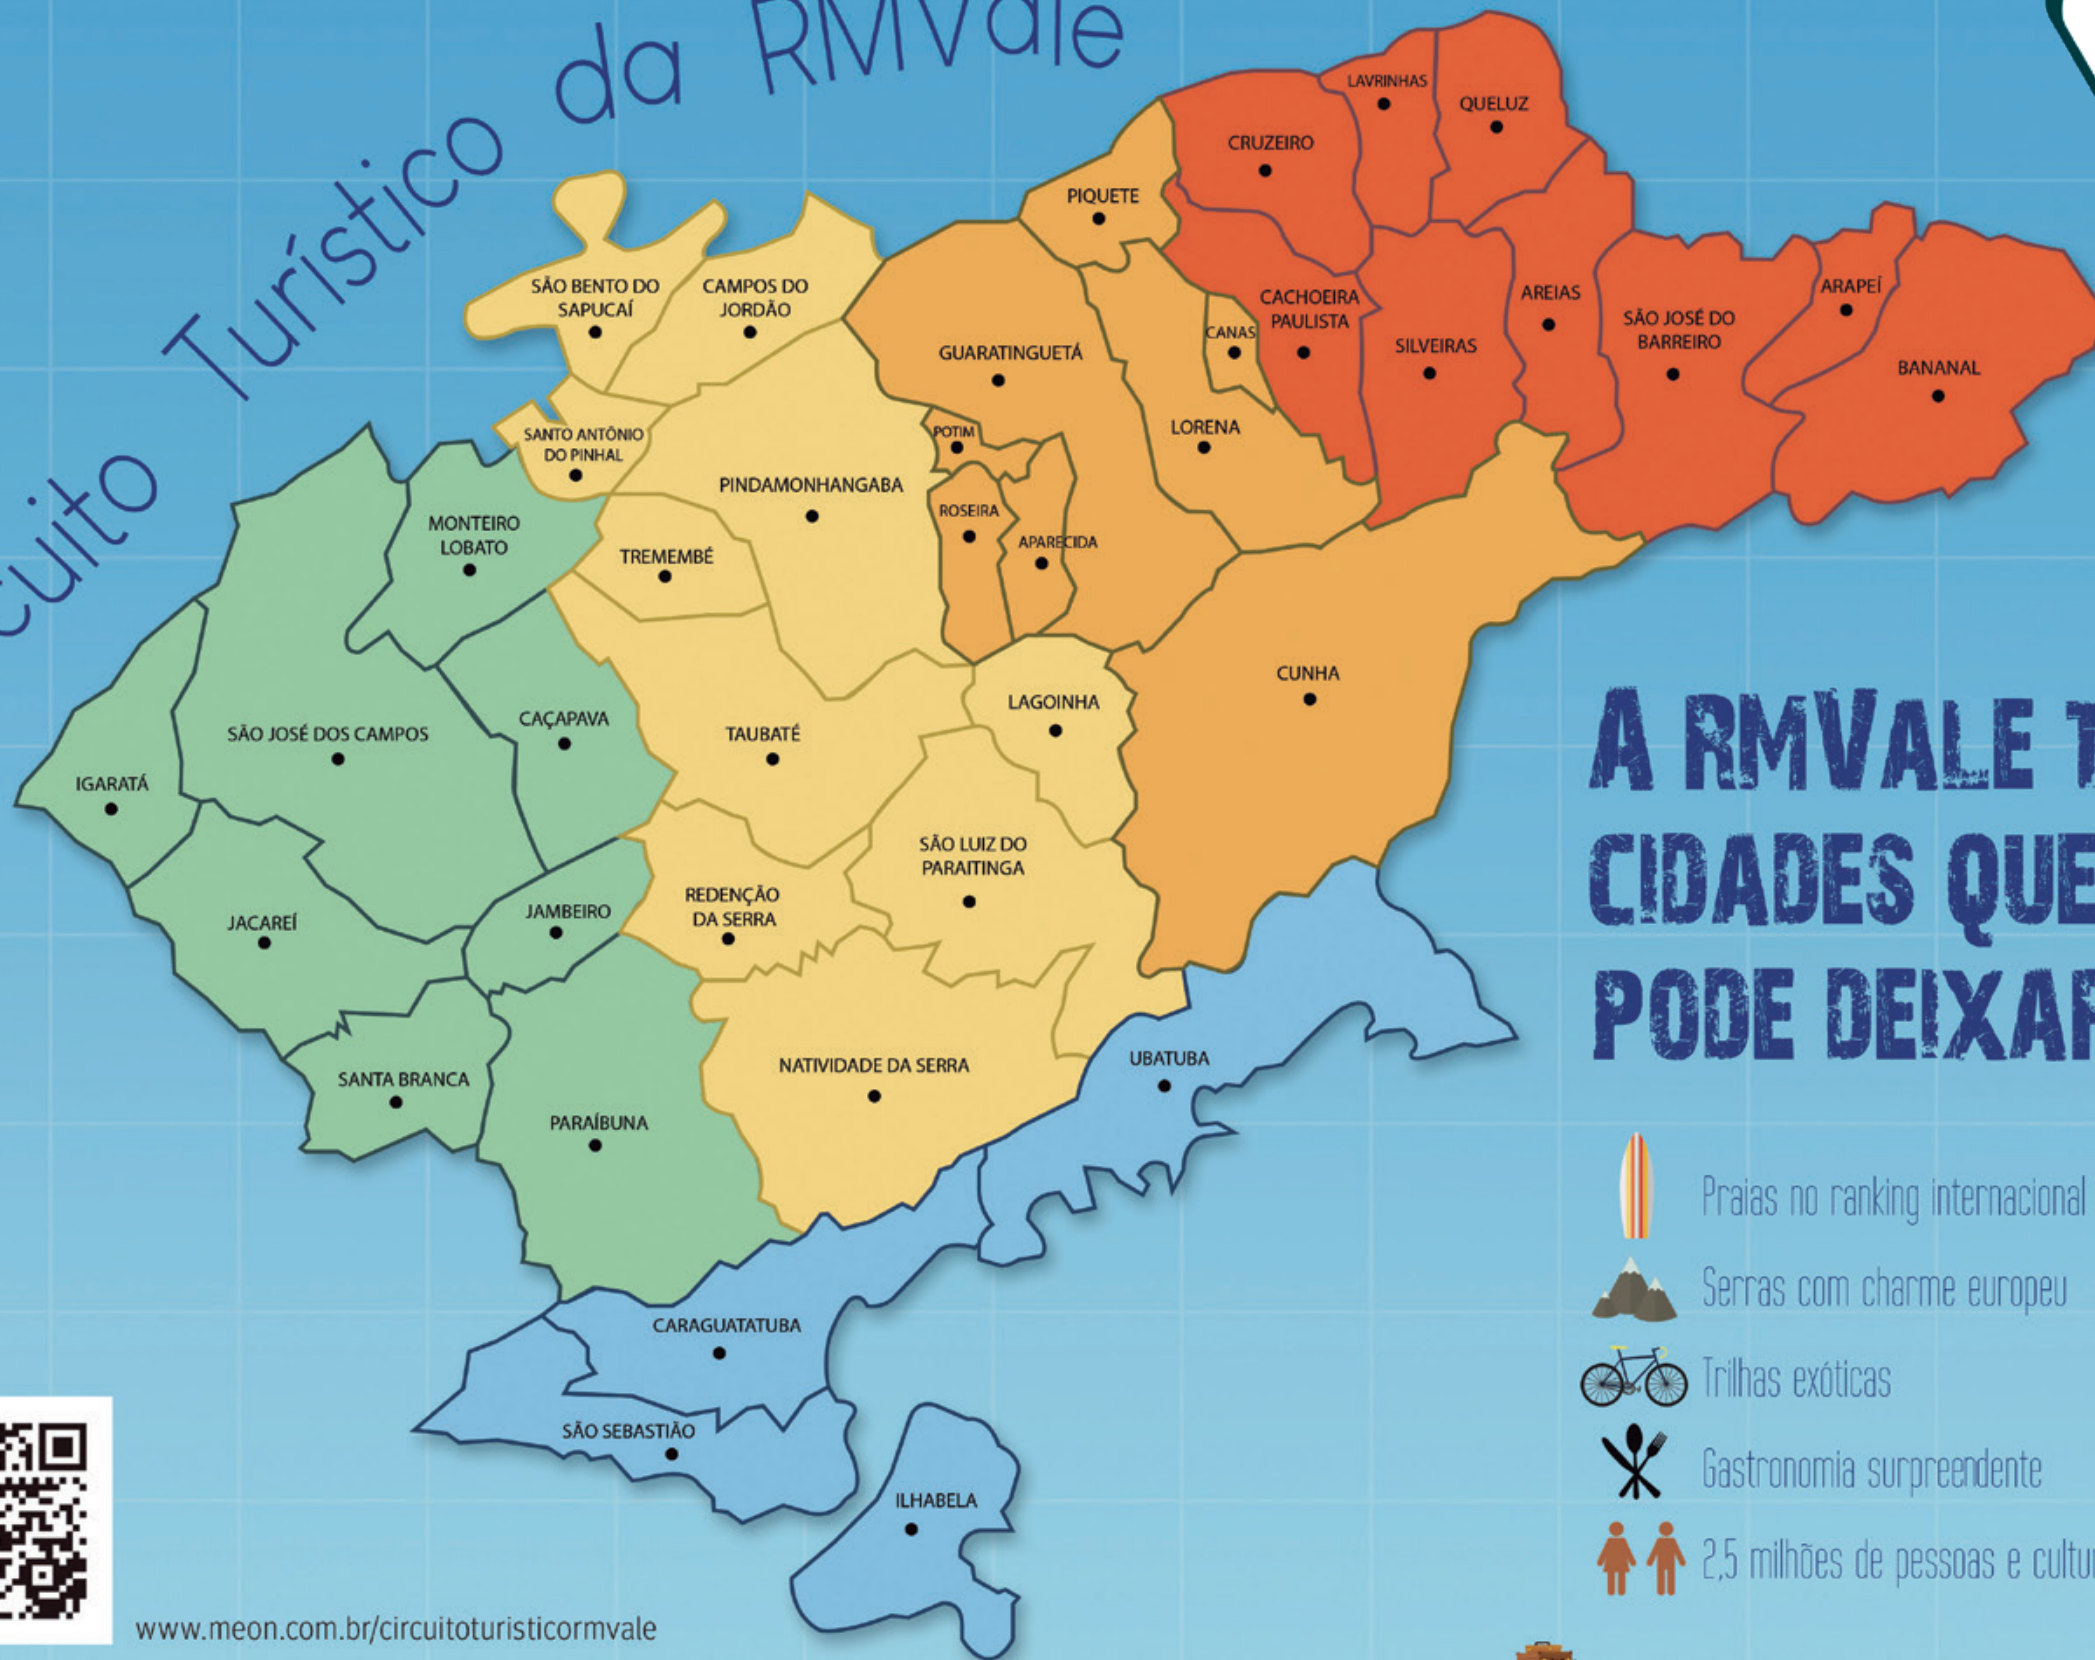 cuito Turístico da RMVale
LAVRINHAS
QUELUZ
CRUZEIRO
PIQUETE
SÃO BENTO DO
SAPUCAÍ
CAMPOS DO
JORDÃO
CACHOEIRA
PAULISTA
CANAS
AREIAS
ARAPEÍ
SÃO JOSÉ DO
BARREIRO
SILVEIRAS
BANANAL
GUARATINGUETÁ
LORENA
POTIM
SANTO ANTÔNIO
DO PINHAL
PINDAMONHANGABA
ROSEIRA
APARECIDA
MONTEIRO
LOBATO
TREMEMBÉ
CUNHA
LAGOINHA
CAÇAPAVA
SÃO JOSÉ DOS CAMPOS
TAUBATÉ
IGARATÁ
SÃO LUIZ DO
PARAITINGA
REDENÇÃO
DA SERRA
JAMBEIRO
JACAREÍ
NATIVIDADE DA SERRA
UBATUBA
SANTA BRANCA
PARAÍBUNA
CARAGUATATUBA
SÃO SEBASTIÃO
ILHABELA
A RMVALE T
CIDADES QUE
PODE DEIXAR
Praias no ranking internacional
Serras com charme europeu
Trilhas exóticas
Gastronomia surpreendente
2,5 milhões de pessoas e cultur
www.meon.com.br/circuitoturisticormvale